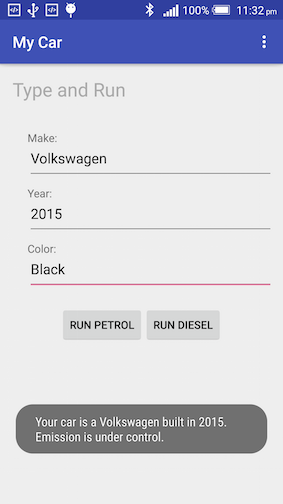 100% 11:32 pm
My Car
Type and Run
Make:
Volkswagen
Year:
2015
Color:
Black
RUN PETROL RUN DIESEL
Your car is a Volkswagen built in 2015.
Emission is under control.